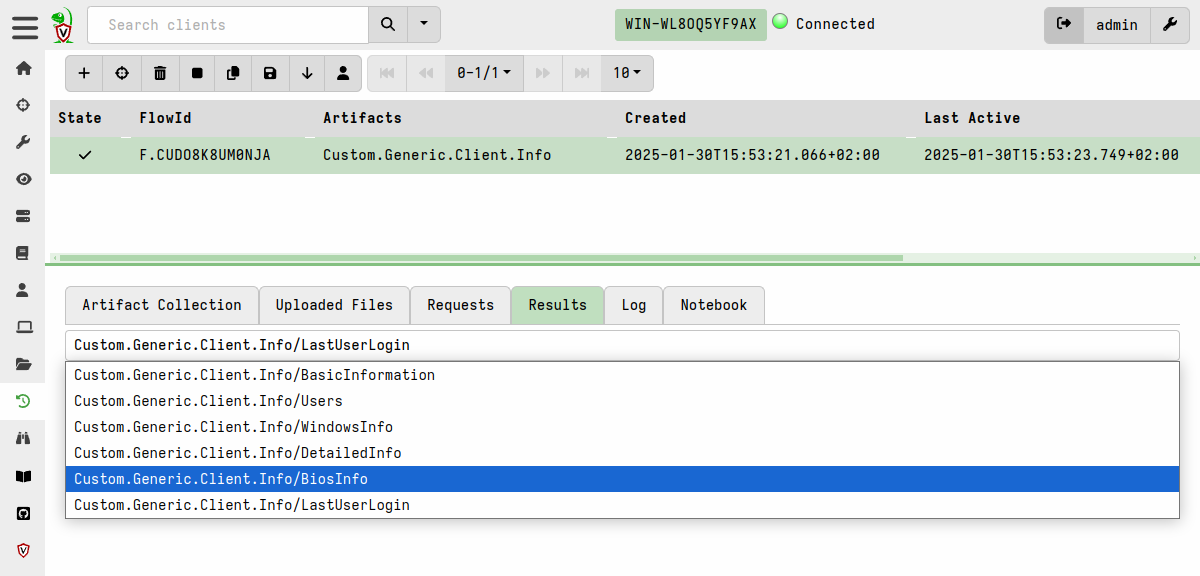 Search clients
WIN-WL8OQ5YF9AX Connected
admin
0-1/1
10
State FlowId Artifacts Created Last Active
F.CUDO8K8UM0NJA Custom.Generic.Client.Info 2025-01-30T15:53:21.066+02:00 2025-01-30T15:53:23.749+02:00
Artifact Collection Uploaded Files Requests Results Log Notebook
Custom.Generic.Client.Info/LastUserLogin
Custom.Generic.Client.Info/BasicInformation
Custom.Generic.Client.Info/Users
Custom.Generic.Client.Info/WindowsInfo
Custom.Generic.Client.Info/DetailedInfo
Custom.Generic.Client.Info/BiosInfo
Custom.Generic.Client.Info/LastUserLogin